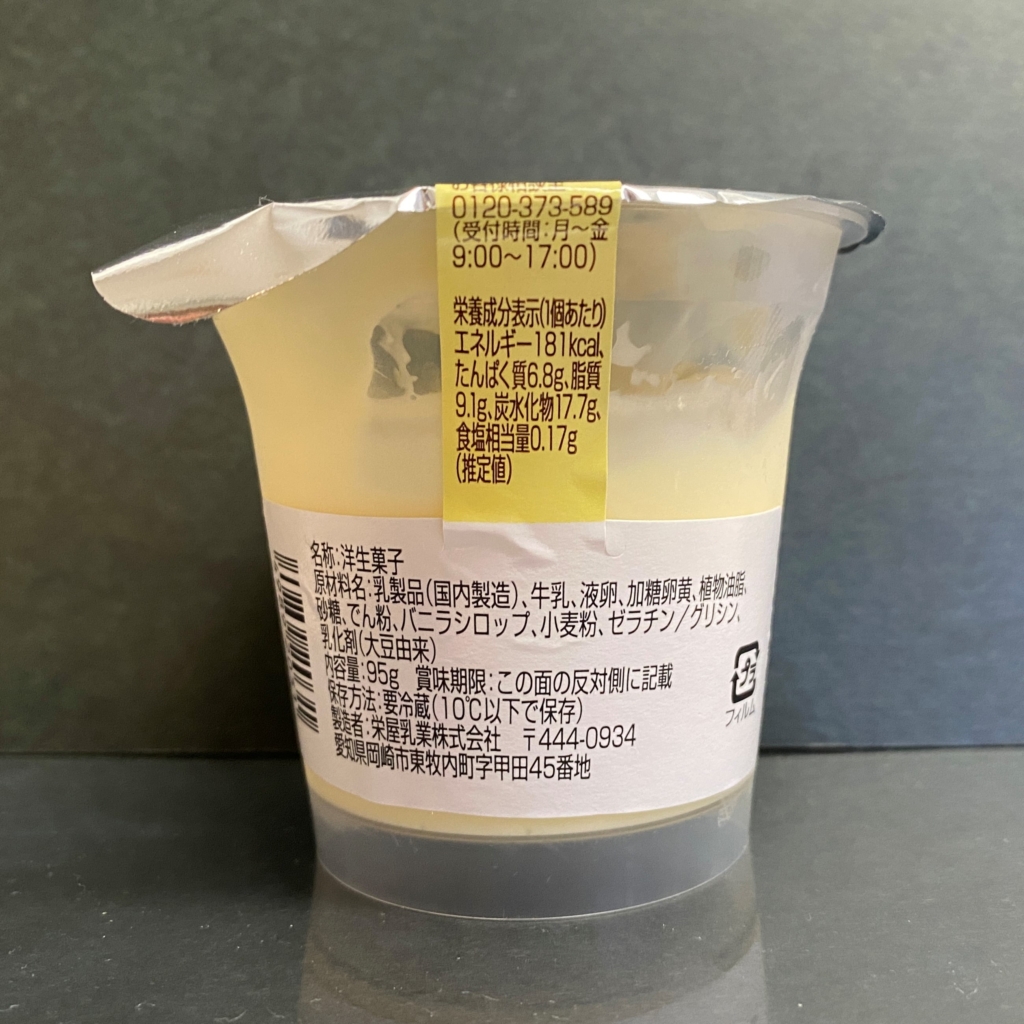 0120-373-589
(受付時間:月〜金
9:00〜17:00)
栄養成分表示(1個あたり)
エネルギー181kcal、
たんぱく質6.8g、脂質
9.1g、炭水化物17.7g、
食塩相当量0.17g
(推定値)
名称:洋生菓子
原材料名:乳製品(国内製造)、牛乳、液卵、加糖卵黄、植物油脂、
砂糖、でん粉、バニラシロップ、小麦粉、ゼラチン/グリシン、
乳化剤(大豆由来)
内容量:95g 賞味期限:この面の反対側に記載
保存方法:要冷蔵(10℃以下で保存)
製造者:栄屋乳業株式会社 〒444-0934
愛知県岡崎市東牧内町字甲田45番地
プラ
フィルム